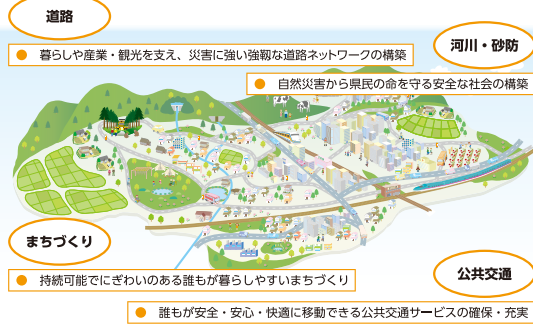 道路
● 暮らしや産業・観光を支え、災害に強い強靱な道路ネットワークの構築
河川・砂防
● 自然災害から県民の命を守る安全な社会の構築
まちづくり
● 持続可能でにぎわいのある誰もが暮らしやすいまちづくり
公共交通
● 誰もが安全・安心・快適に移動できる公共交通サービスの確保・充実